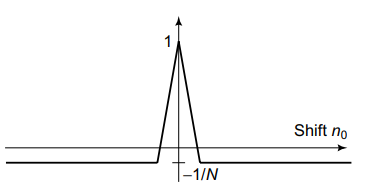 1
Shift n₀
–1/N